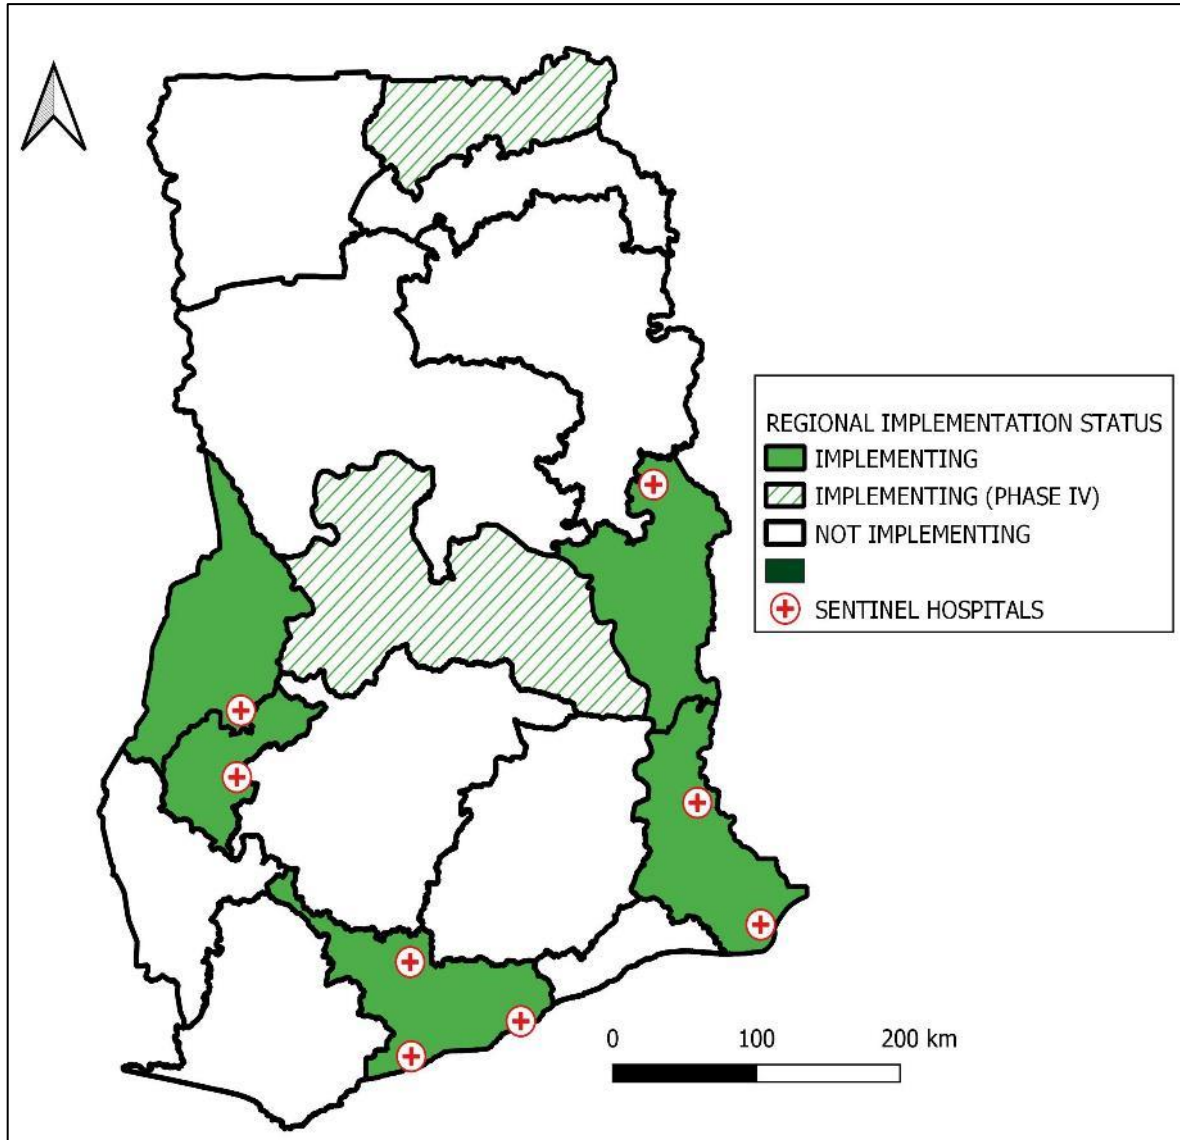 REGIONAL IMPLEMENTATION STATUS
IMPLEMENTING
IMPLEMENTING (PHASE IV)
NOT IMPLEMENTING
SENTINEL HOSPITALS
0 100 200 km